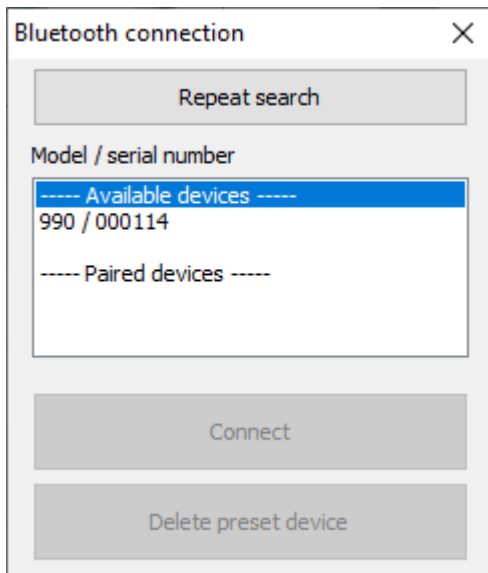 Bluetooth connection
Repeat search
Model / serial number
----- Available devices -----
990 / 000114
----- Paired devices -----
Connect
Delete preset device